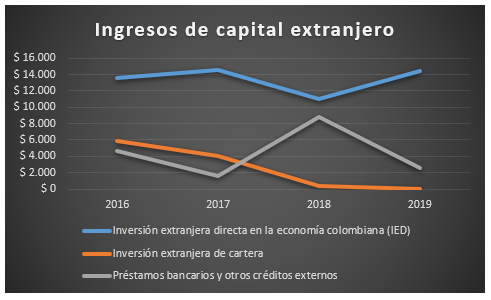 Ingresos de capital extranjero
$ 16.000
$ 14.000
$ 12.000
$ 10.000
$ 8.000
$ 6.000
$ 4.000
$ 2.000
$ 0
2016 2017 2018 2019
Inversión extranjera directa en la economía colombiana (IED)
Inversión extranjera de cartera
Préstamos bancarios y otros créditos externos